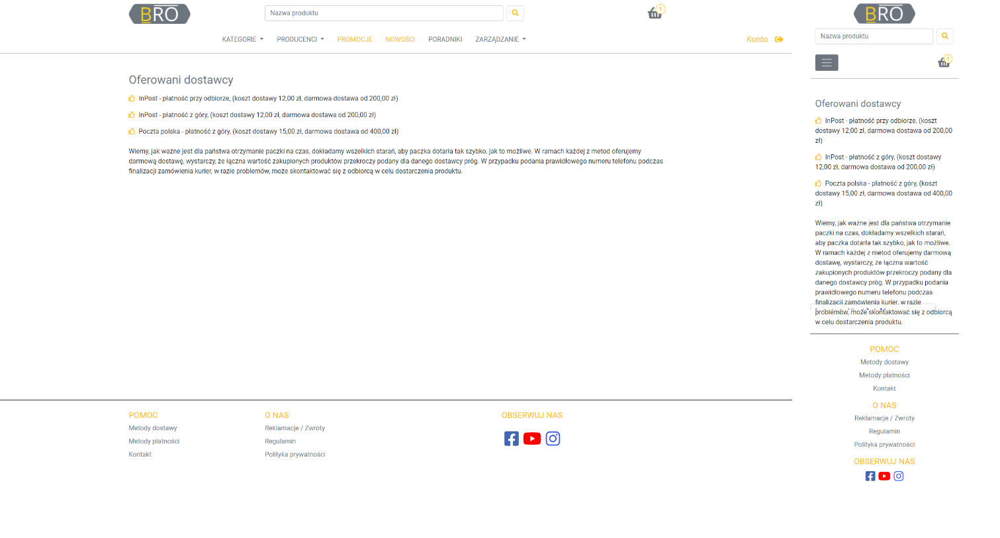 BRO
Nazwa produktu
1
KATEGORIE
PRODUCENCI
PROMOCJE
NOWOŚCI
PORADNIKI
ZARZĄDZANIE
Konto
Oferowani dostawcy
InPost - płatność przy odbiorze, (koszt dostawy 12,00 zł, darmowa dostawa od 200,00 zł)
InPost - płatność z góry, (koszt dostawy 12,00 zł, darmowa dostawa od 200,00 zł)
Poczta polska - płatność z góry, (koszt dostawy 15,00 zł, darmowa dostawa od 400,00 zł)
Wiemy, jak ważne jest dla państwa otrzymanie paczki na czas, dokładamy wszelkich starań, aby paczka dotarła tak szybko, jak to możliwe. W ramach każdej z metod oferujemy
darmową dostawę, wystarczy, że łączna wartość zakupionych produktów przekroczy podany dla danego dostawcy próg. W przypadku podania prawidłowego numeru telefonu podczas
finalizacji zamówienia kurier, w razie problemów, może skontaktować się z odbiorcą w celu dostarczenia produktu.
POMOC
Metody dostawy
Metody płatności
Kontakt
O NAS
Reklamacje / Zwroty
Regulamin
Polityka prywatności
OBSERWUJ NAS
BRO
Nazwa produktu
1
Oferowani dostawcy
InPost - płatność przy odbiorze, (koszt
dostawy 12,00 zł, darmowa dostawa od 200,00
zł)
InPost - płatność z góry, (koszt dostawy
12,00 zł, darmowa dostawa od 200,00 zł)
Poczta polska - płatność z góry, (koszt
dostawy 15,00 zł, darmowa dostawa od 400,00
zł)
Wiemy, jak ważne jest dla państwa otrzymanie
paczki na czas, dokładamy wszelkich starań,
aby paczka dotarła tak szybko, jak to możliwe.
W ramach każdej z metod oferujemy darmową
dostawę, wystarczy, że łączna wartość
zakupionych produktów przekroczy podany dla
danego dostawcy próg. W przypadku podania
prawidłowego numeru telefonu podczas
finalizacji zamówienia kurier, w razie
problemów, może skontaktować się z odbiorcą
w celu dostarczenia produktu.
POMOC
Metody dostawy
Metody płatności
Kontakt
O NAS
Reklamacje / Zwroty
Regulamin
Polityka prywatności
OBSERWUJ NAS